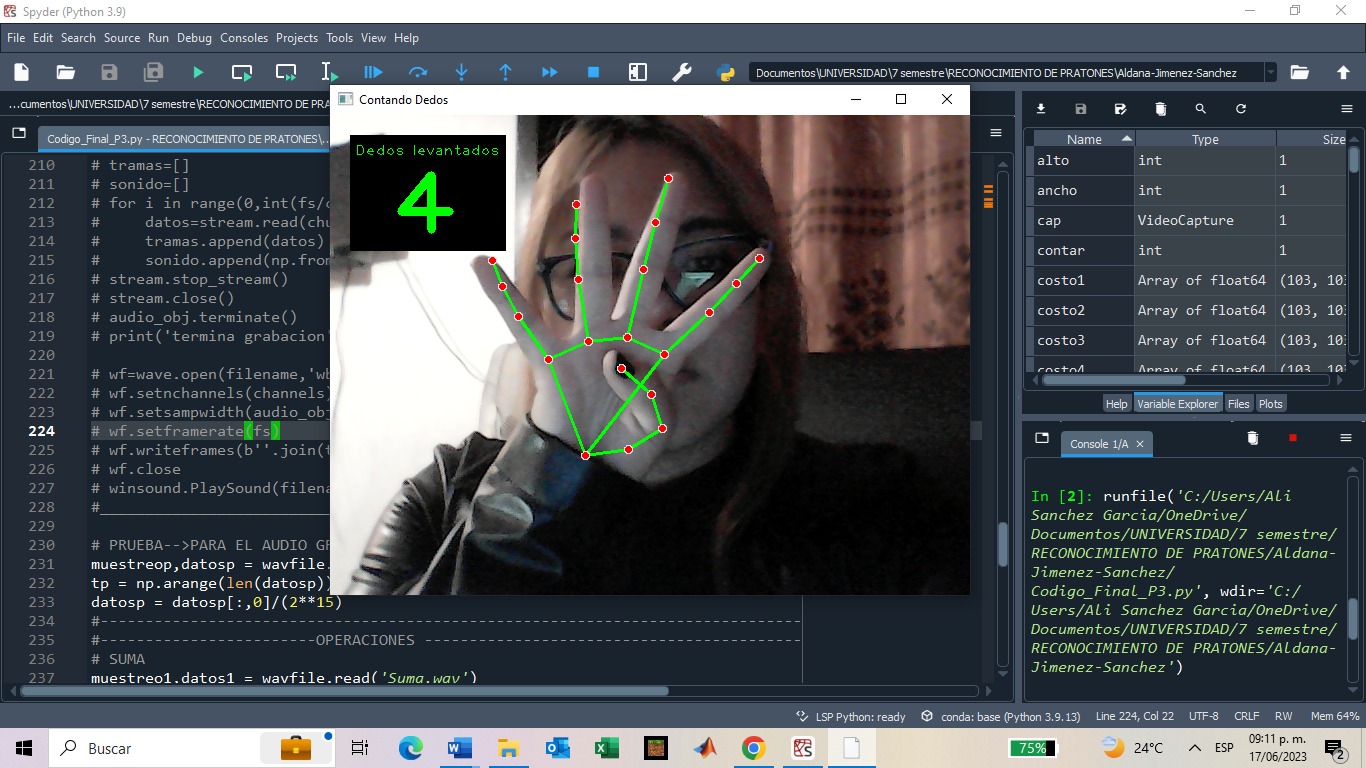 Spyder (Python 3.9)
File Edit Search Source Run Debug Consoles Projects Tools View Help
Documentos\UNIVERSIDAD\7 semestre\RECONOCIMIENTO DE PRATONES\Aldana-Jimenez-Sanchez
...cumentos\UNIVERSIDAD\7 semestre\RECONOCIMIENTO DE PRA
Codigo_Final_P3.py - RECONOCIMIENTO DE PRATONES\...
210 # tramas=[]
211 # sonido=[]
212 # for i in range(0,int(fs/
213 # datos=stream.read(chu
214 # tramas.append(datos)
215 # sonido.append(np.from
216 # stream.stop_stream()
217 # stream.close()
218 # audio_obj.terminate()
219 # print('termina grabacion'
220
221 # wf=wave.open(filename,'wb
222 # wf.setnchannels(channels)
223 # wf.setsampwidth(audio_obj
224 # wf.setframerate(fs)
225 # wf.writeframes(b''.join(
226 # wf.close
227 # winsound.PlaySound(filena
228 #
229
230 # PRUEBA-->PARA EL AUDIO GR
231 muestreop,datosp = wavfile.
232 tp = np.arange(len(datosp))
233 datosp = datosp[:,0]/(2**15)
234 #------------------------------------------------------------------------------
235 #------------------------OPERACIONES ------------------------------------------
236 # SUMA
237 muestreo1,datos1 = wavfile.read('Suma.wav')
Contando Dedos
Dedos levantados
4
Name Type Size
alto int 1
ancho int 1
cap VideoCapture 1
contar int 1
costo1 Array of float64 (103, 103
costo2 Array of float64 (103, 103
costo3 Array of float64 (103, 103
costo4 Array of float64 (103, 103
Help Variable Explorer Files Plots
Console 1/A
In [2]: runfile('C:/Users/Ali
Sanchez Garcia/OneDrive/
Documentos/UNIVERSIDAD/7 semestre/
RECONOCIMIENTO DE PRATONES/Aldana-
Jimenez-Sanchez/
Codigo_Final_P3.py', wdir='C:/
Users/Ali Sanchez Garcia/OneDrive/
Documentos/UNIVERSIDAD/7 semestre/
RECONOCIMIENTO DE PRATONES/Aldana-
Jimenez-Sanchez')
LSP Python: ready conda: base (Python 3.9.13) Line 224, Col 22 UTF-8 CRLF RW Mem 64%
Buscar
75% 24°C ESP 09:11 p. m.
17/06/2023
2